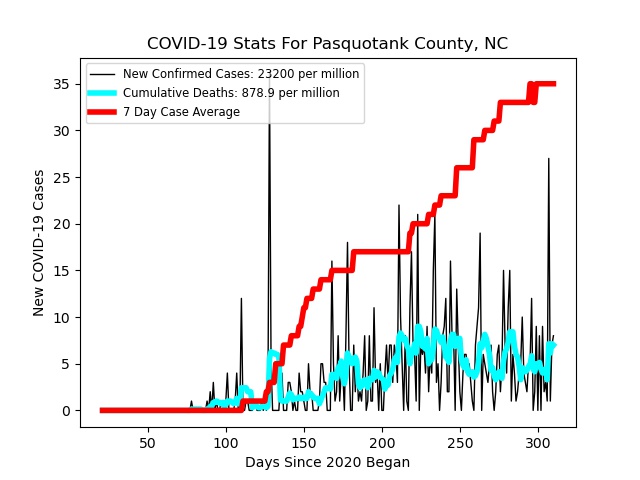 COVID-19 Stats For Pasquotank County, NC
New Confirmed Cases: 23200 per million
Cumulative Deaths: 878.9 per million
7 Day Case Average
New COVID-19 Cases
35
30
25
20
15
10
5
0
50
100
150
200
250
300
Days Since 2020 Began